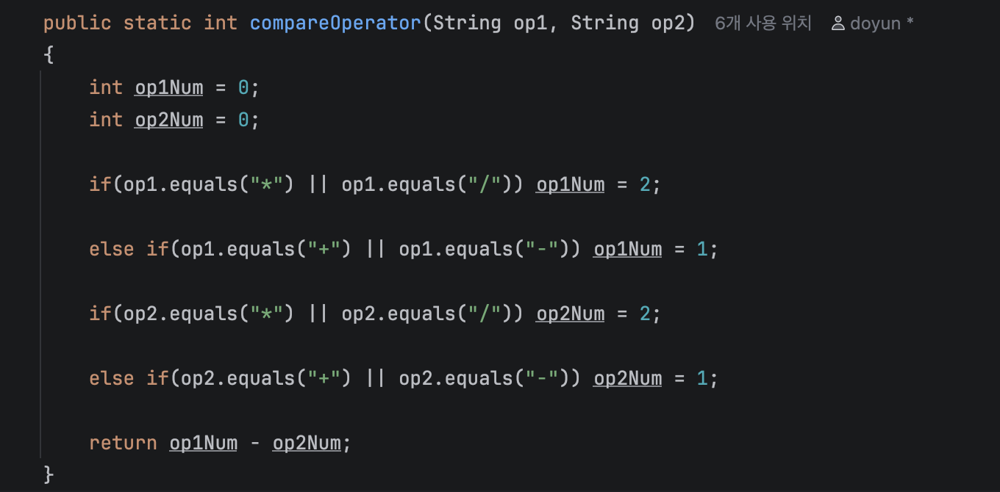 public static int compareOperator(String op1, String op2) 6개 사용 위치 doyun *
{
    int op1Num = 0;
    int op2Num = 0;

    if(op1.equals("*") || op1.equals("/")) op1Num = 2;

    else if(op1.equals("+") || op1.equals("-")) op1Num = 1;

    if(op2.equals("*") || op2.equals("/")) op2Num = 2;

    else if(op2.equals("+") || op2.equals("-")) op2Num = 1;

    return op1Num - op2Num;
}